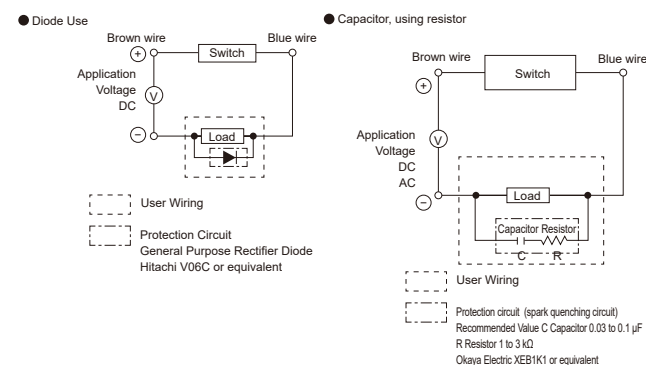 ● Diode Use
Brown wire
Blue wire
+
Switch
Application
Voltage
DC
V
−
Load
User Wiring
Protection Circuit
General Purpose Rectifier Diode
Hitachi V06C or equivalent
● Capacitor, using resistor
Brown wire
Blue wire
+
Switch
Application
Voltage
DC
AC
V
−
Load
Capacitor Resistor
C R
User Wiring
Protection circuit (spark quenching circuit)
Recommended Value C Capacitor 0.03 to 0.1 µF
R Resistor 1 to 3 kΩ
Okaya Electric XEB1K1 or equivalent